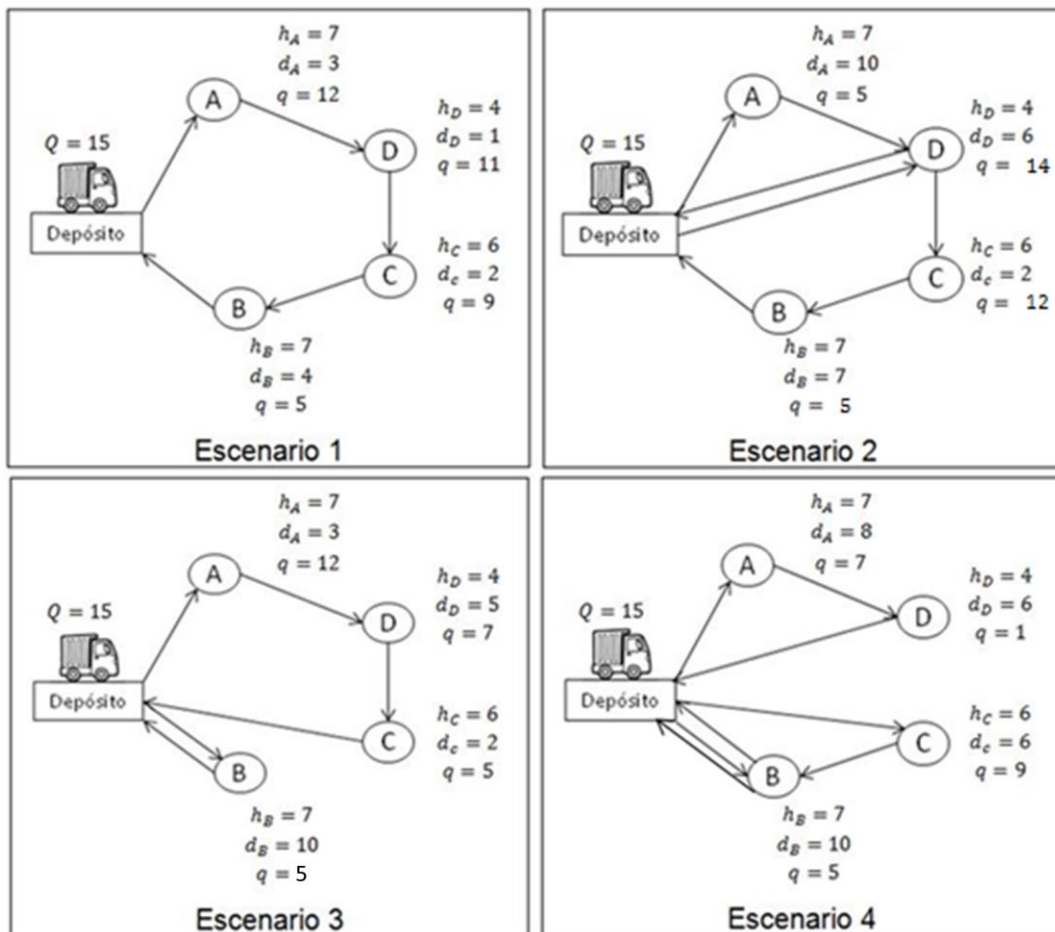 h_A = 7
d_A = 3
q = 12
A
h_D = 4
d_D = 1
q = 11
D
Q = 15
Depósito
h_C = 6
d_c = 2
q = 9
C
B
h_B = 7
d_B = 4
q = 5
Escenario 1
h_A = 7
d_A = 10
q = 5
A
h_D = 4
d_D = 6
q = 14
D
Q = 15
Depósito
h_C = 6
d_c = 2
q = 12
C
B
h_B = 7
d_B = 7
q = 5
Escenario 2
h_A = 7
d_A = 3
q = 12
A
h_D = 4
d_D = 5
q = 7
D
Q = 15
Depósito
h_C = 6
d_c = 2
q = 5
C
B
h_B = 7
d_B = 10
q = 5
Escenario 3
h_A = 7
d_A = 8
q = 7
A
h_D = 4
d_D = 6
q = 1
D
Q = 15
Depósito
h_C = 6
d_c = 6
q = 9
C
B
h_B = 7
d_B = 10
q = 5
Escenario 4